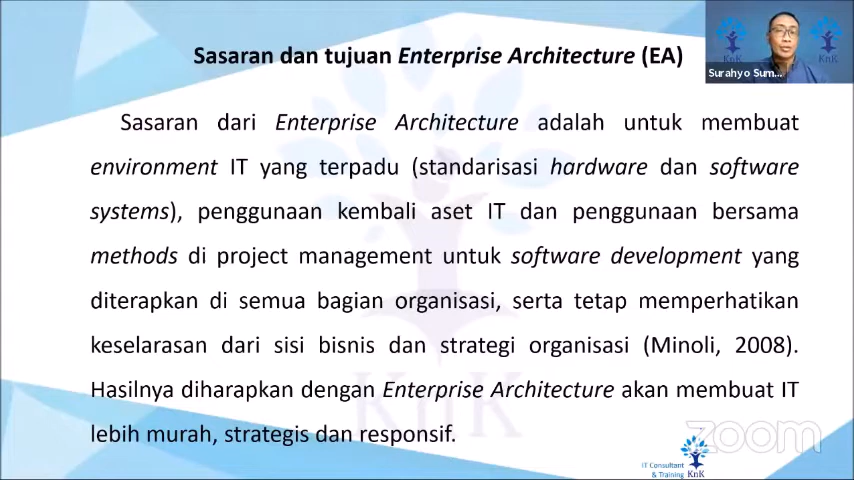 Sasaran dan tujuan Enterprise Architecture (EA)
Sasaran dari Enterprise Architecture adalah untuk membuat
environment IT yang terpadu (standarisasi hardware dan software
systems), penggunaan kembali aset IT dan penggunaan bersama
methods di project management untuk software development yang
diterapkan di semua bagian organisasi, serta tetap memperhatikan
keselarasan dari sisi bisnis dan strategi organisasi (Minoli, 2008).
Hasilnya diharapkan dengan Enterprise Architecture akan membuat IT
lebih murah, strategis dan responsif.
KnK
KnK
Surahyo Sum...
KnK
zoom
IT Consultant
& Training KnK